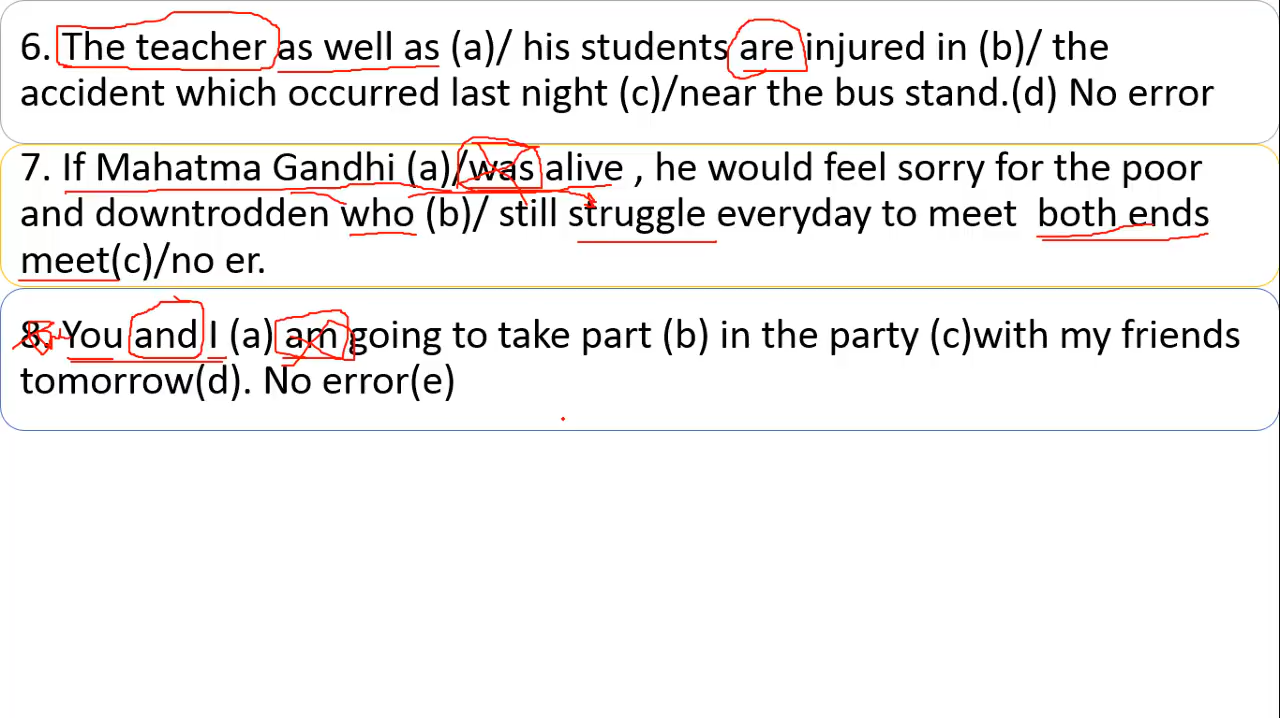 6. The teacher as well as (a)/ his students are injured in (b)/ the
accident which occurred last night (c)/near the bus stand.(d) No error
7. If Mahatma Gandhi (a)/was alive , he would feel sorry for the poor
and downtrodden who (b)/ still struggle everyday to meet both ends
meet(c)/no er.
8. You and I (a) am going to take part (b) in the party (c)with my friends
tomorrow(d). No error(e)